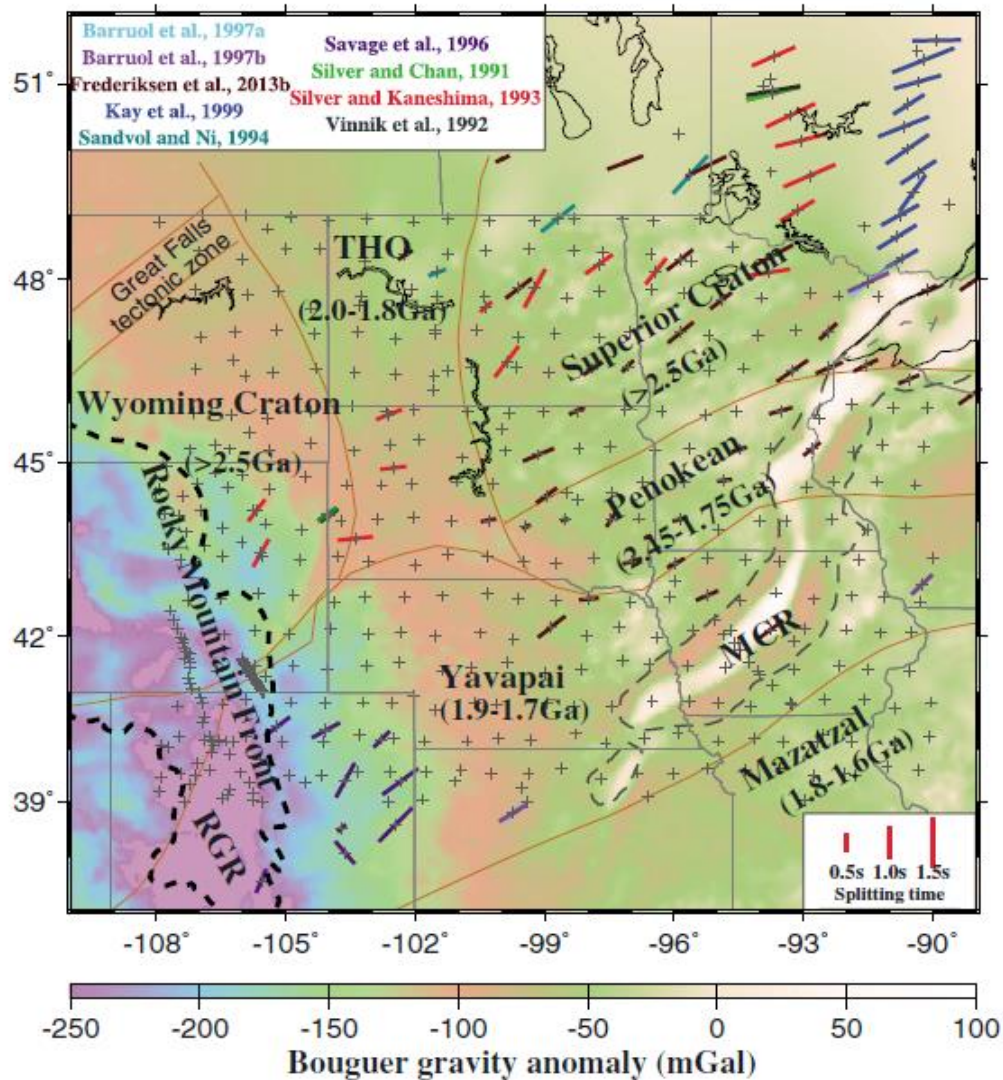 Barruol et al., 1997a
Barruol et al., 1997b
Frederiksen et al., 2013b
Kay et al., 1999
Sandvol and Ni, 1994
Savage et al., 1996
Silver and Chan, 1991
Silver and Kaneshima, 1993
Vinnik et al., 1992
51°
48°
45°
42°
39°
Great Falls
tectonic zone
THO
(2.0-1.8Ga)
Superior Craton
(>2.5Ga)
Wyoming Craton
(>2.5Ga)
Penokean
(2.45-1.75Ga)
Rocky Mountain Front
MCR
Yavapai
(1.9-1.7Ga)
Mazatzal
(1.8-1.6Ga)
RGR
0.5s 1.0s 1.5s
Splitting time
-108° -105° -102° -99° -96° -93° -90°
-250 -200 -150 -100 -50 0 50 100
Bouguer gravity anomaly (mGal)